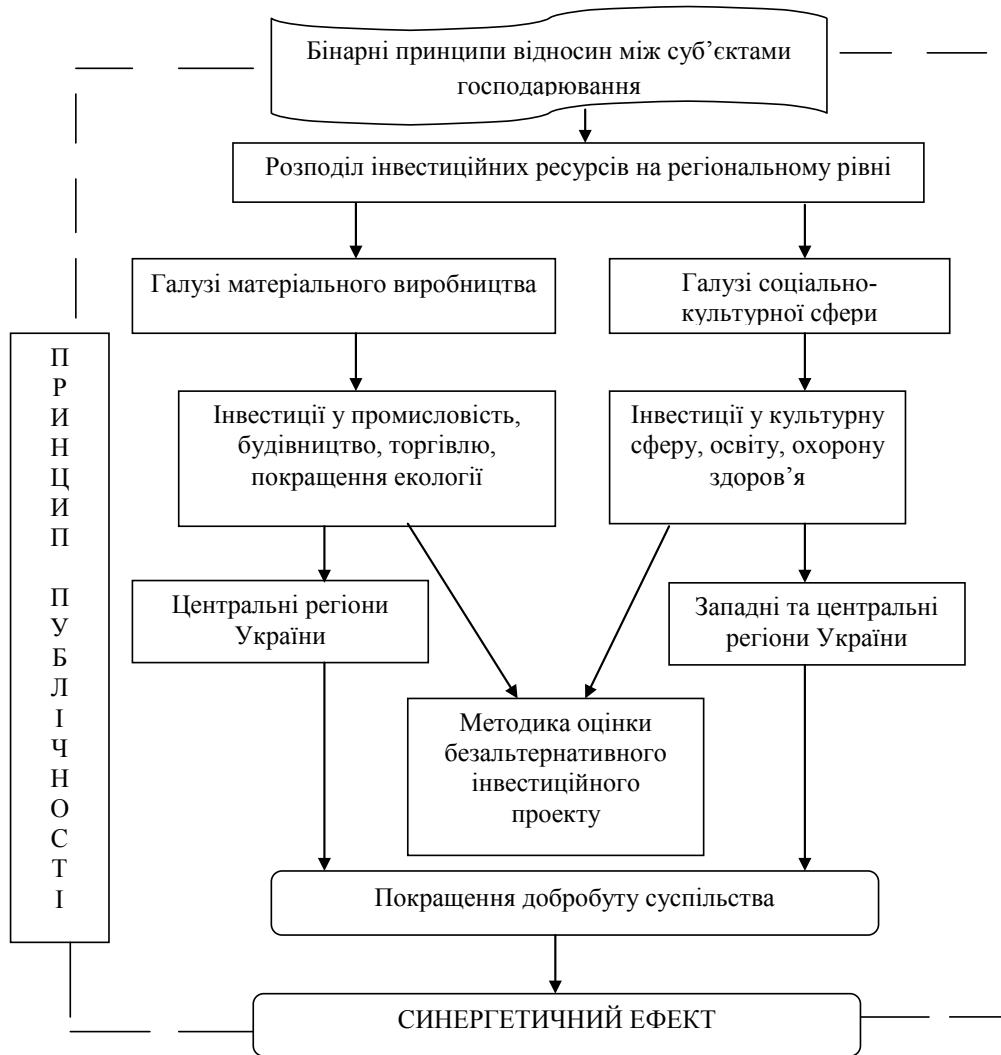 Бінарні принципи відносин між суб’єктами
господарювання
Розподіл інвестиційних ресурсів на регіональному рівні
Галузі матеріального виробництва
Галузі соціально-
культурної сфери
Інвестиції у промисловість,
будівництво, торгівлю,
покращення екології
Інвестиції у культурну
сферу, освіту, охорону
здоров’я
Центральні регіони
України
Західні та центральні
регіони України
Методика оцінки
безальтернативного
інвестиційного
проекту
Покращення добробуту суспільства
СИНЕРГЕТИЧНИЙ ЕФЕКТ
П
Р
И
Н
Ц
И
П
П
У
Б
Л
І
Ч
Н
О
С
Т
І